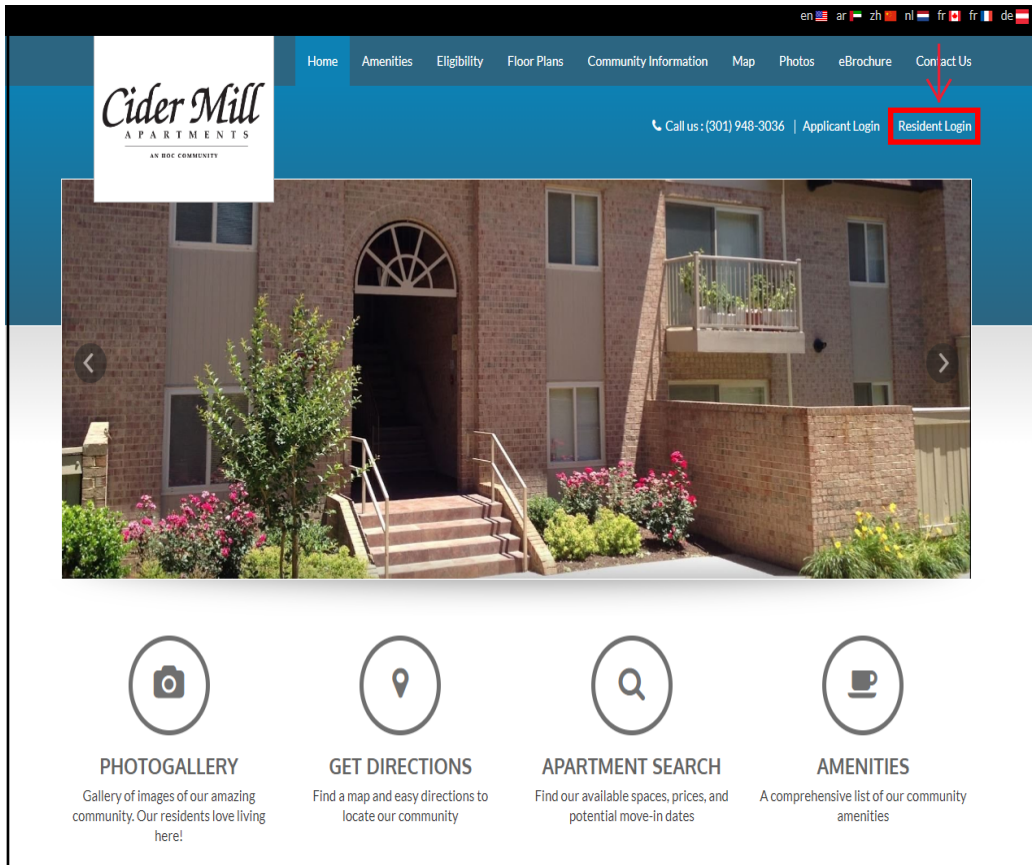 en ar zh nl fr fr de
Home Amenities Eligibility Floor Plans Community Information Map Photos eBrochure Contact Us
Cider Mill
APARTMENTS
AN HOC COMMUNITY
Call us : (301) 948-3036 | Applicant Login Resident Login
PHOTOGALLERY
Gallery of images of our amazing
community. Our residents love living
here!
GET DIRECTIONS
Find a map and easy directions to
locate our community
APARTMENT SEARCH
Find our available spaces, prices, and
potential move-in dates
AMENITIES
A comprehensive list of our community
amenities